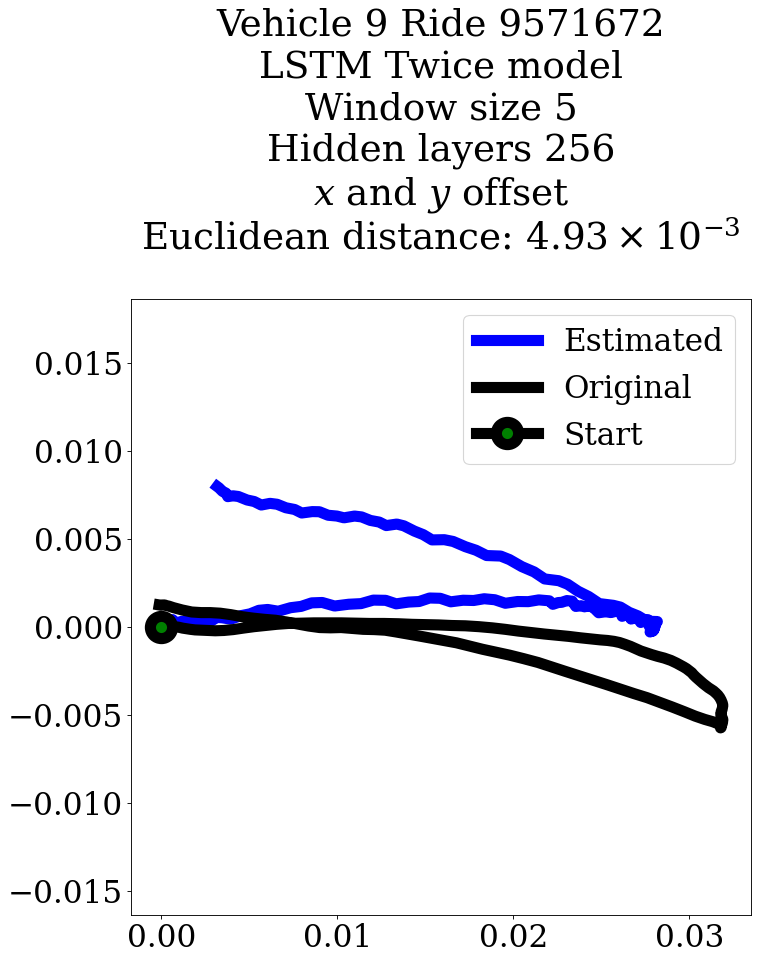 Vehicle 9 Ride 9571672
LSTM Twice model
Window size 5
Hidden layers 256
x and y offset
Euclidean distance: 4.93 × 10⁻³
Estimated
Original
Start
0.015
0.010
0.005
0.000
−0.005
−0.010
−0.015
0.00 0.01 0.02 0.03